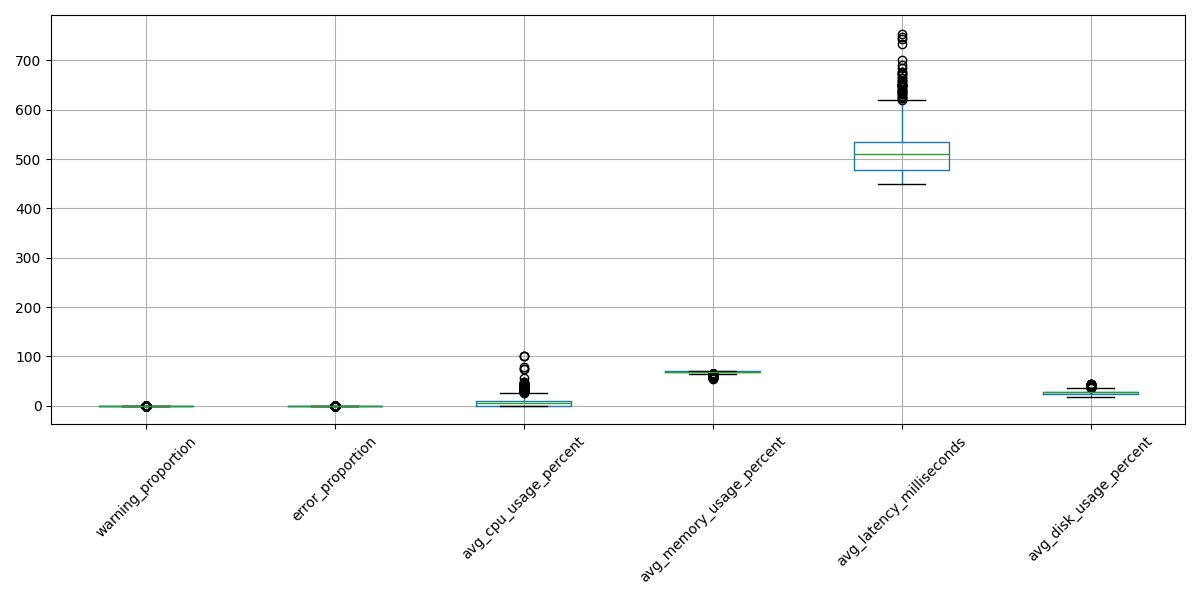 700
600
500
400
300
200
100
0
warning_proportion
error_proportion
avg_cpu_usage_percent
avg_memory_usage_percent
avg_latency_milliseconds
avg_disk_usage_percent